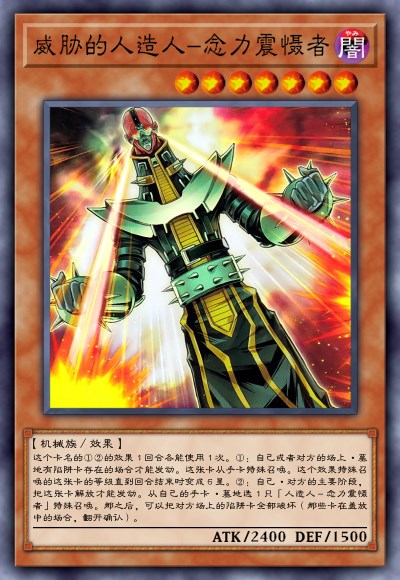 威胁的人造人-念力震慑者
闇
やみ
【机械族／效果】
这个卡名的①②的效果1回合各能使用1次。①：自己或者对方的场上·墓
地有陷阱卡存在的场合才能发动。这张卡从手卡特殊召唤。这个效果特殊召
唤的这张卡的等级直到回合结束时变成6星。②：自己·对方的主要阶段，
把这张卡解放才能发动。从自己的手卡·墓地选1只「人造人-念力震慑
者」特殊召唤。那之后，可以把对方场上的陷阱卡全部破坏（那些卡在盖放
中的场合，翻开确认）。
ATK/2400 DEF/1500